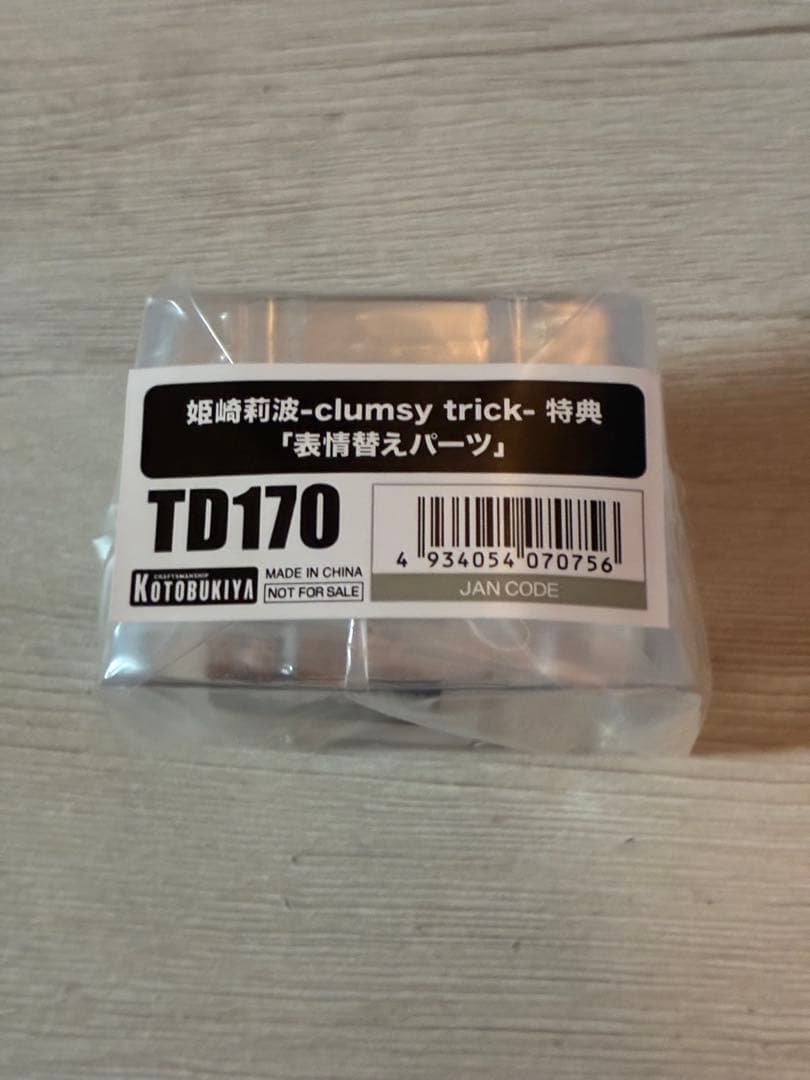 姫崎莉波-clumsy trick- 特典
「表情替えパーツ」
TD170
CRAFTSMANSHIP
KOTOBUKIYA
MADE IN CHINA
NOT FOR SALE
4 934054 070756
JAN CODE